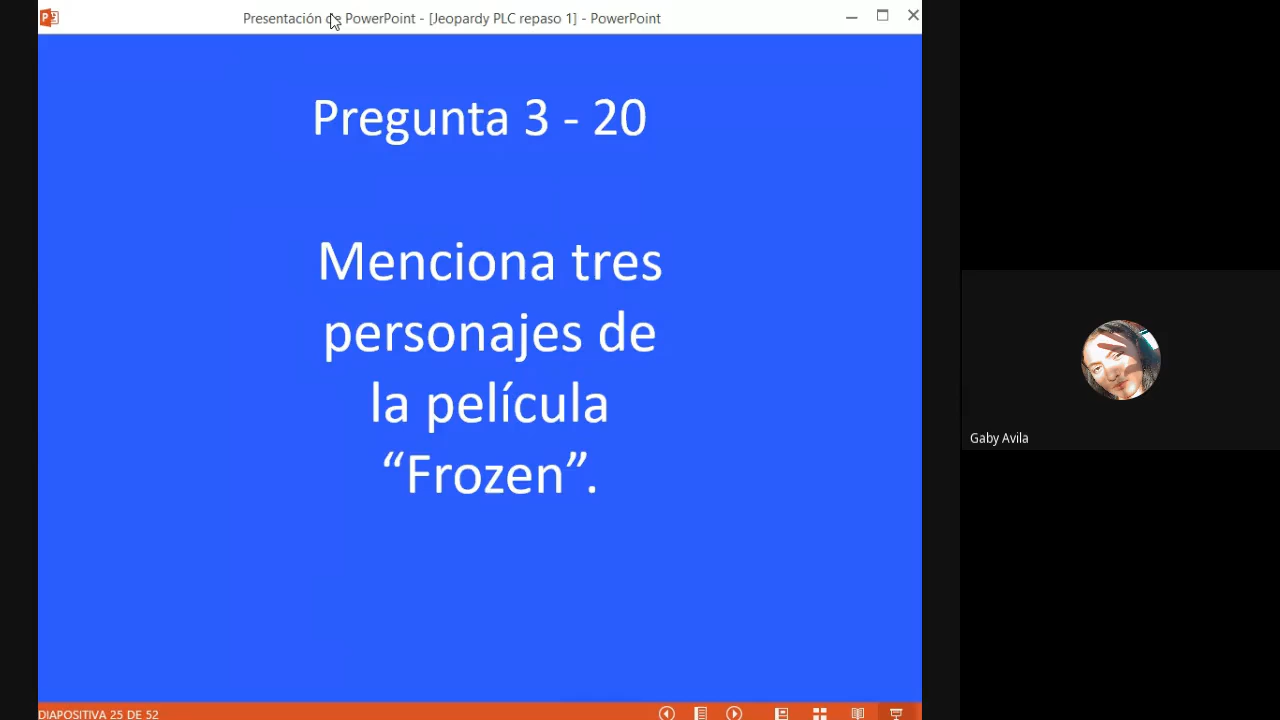 Presentación de PowerPoint - [Jeopardy PLC repaso 1] - PowerPoint
Pregunta 3 - 20
Menciona tres
personajes de
la película
“Frozen”.
Gaby Avila
DIAPOSITIVA 25 DE 52